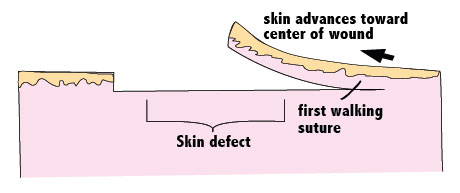 skin advances toward
center of wound
first walking
suture
Skin defect